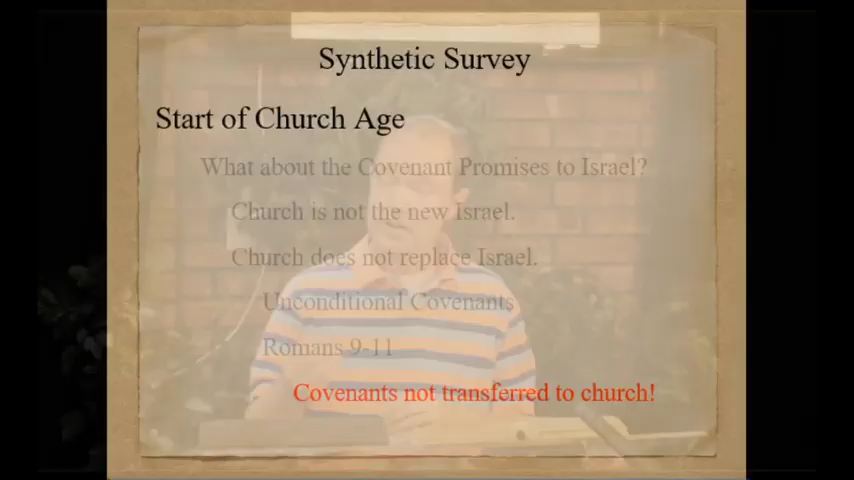 Synthetic Survey
Start of Church Age
What about the Covenant Promises to Israel?
Church is not the new Israel.
Church does not replace Israel.
Unconditional Covenants
Romans 9-11
Covenants not transferred to church!